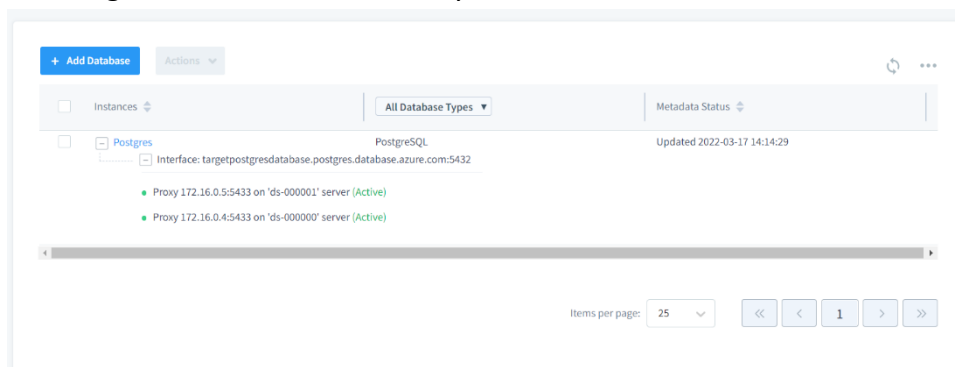 + Add Database Actions
Instances All Database Types ▼ Metadata Status
Postgres PostgreSQL Updated 2022-03-17 14:14:29
Interface: targetpostgresdatabase.postgres.database.azure.com:5432
Proxy 172.16.0.5:5433 on 'ds-000001' server (Active)
Proxy 172.16.0.4:5433 on 'ds-000000' server (Active)
Items per page: 25 « < 1 > »